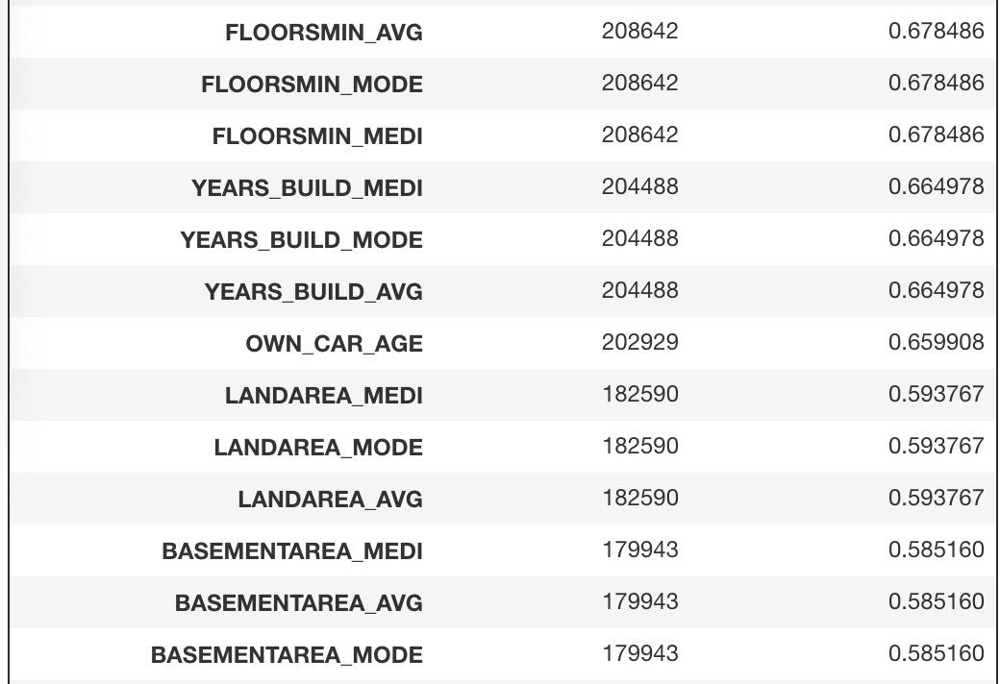 FLOORSMIN_AVG 208642 0.678486
FLOORSMIN_MODE 208642 0.678486
FLOORSMIN_MEDI 208642 0.678486
YEARS_BUILD_MEDI 204488 0.664978
YEARS_BUILD_MODE 204488 0.664978
YEARS_BUILD_AVG 204488 0.664978
OWN_CAR_AGE 202929 0.659908
LANDAREA_MEDI 182590 0.593767
LANDAREA_MODE 182590 0.593767
LANDAREA_AVG 182590 0.593767
BASEMENTAREA_MEDI 179943 0.585160
BASEMENTAREA_AVG 179943 0.585160
BASEMENTAREA_MODE 179943 0.585160